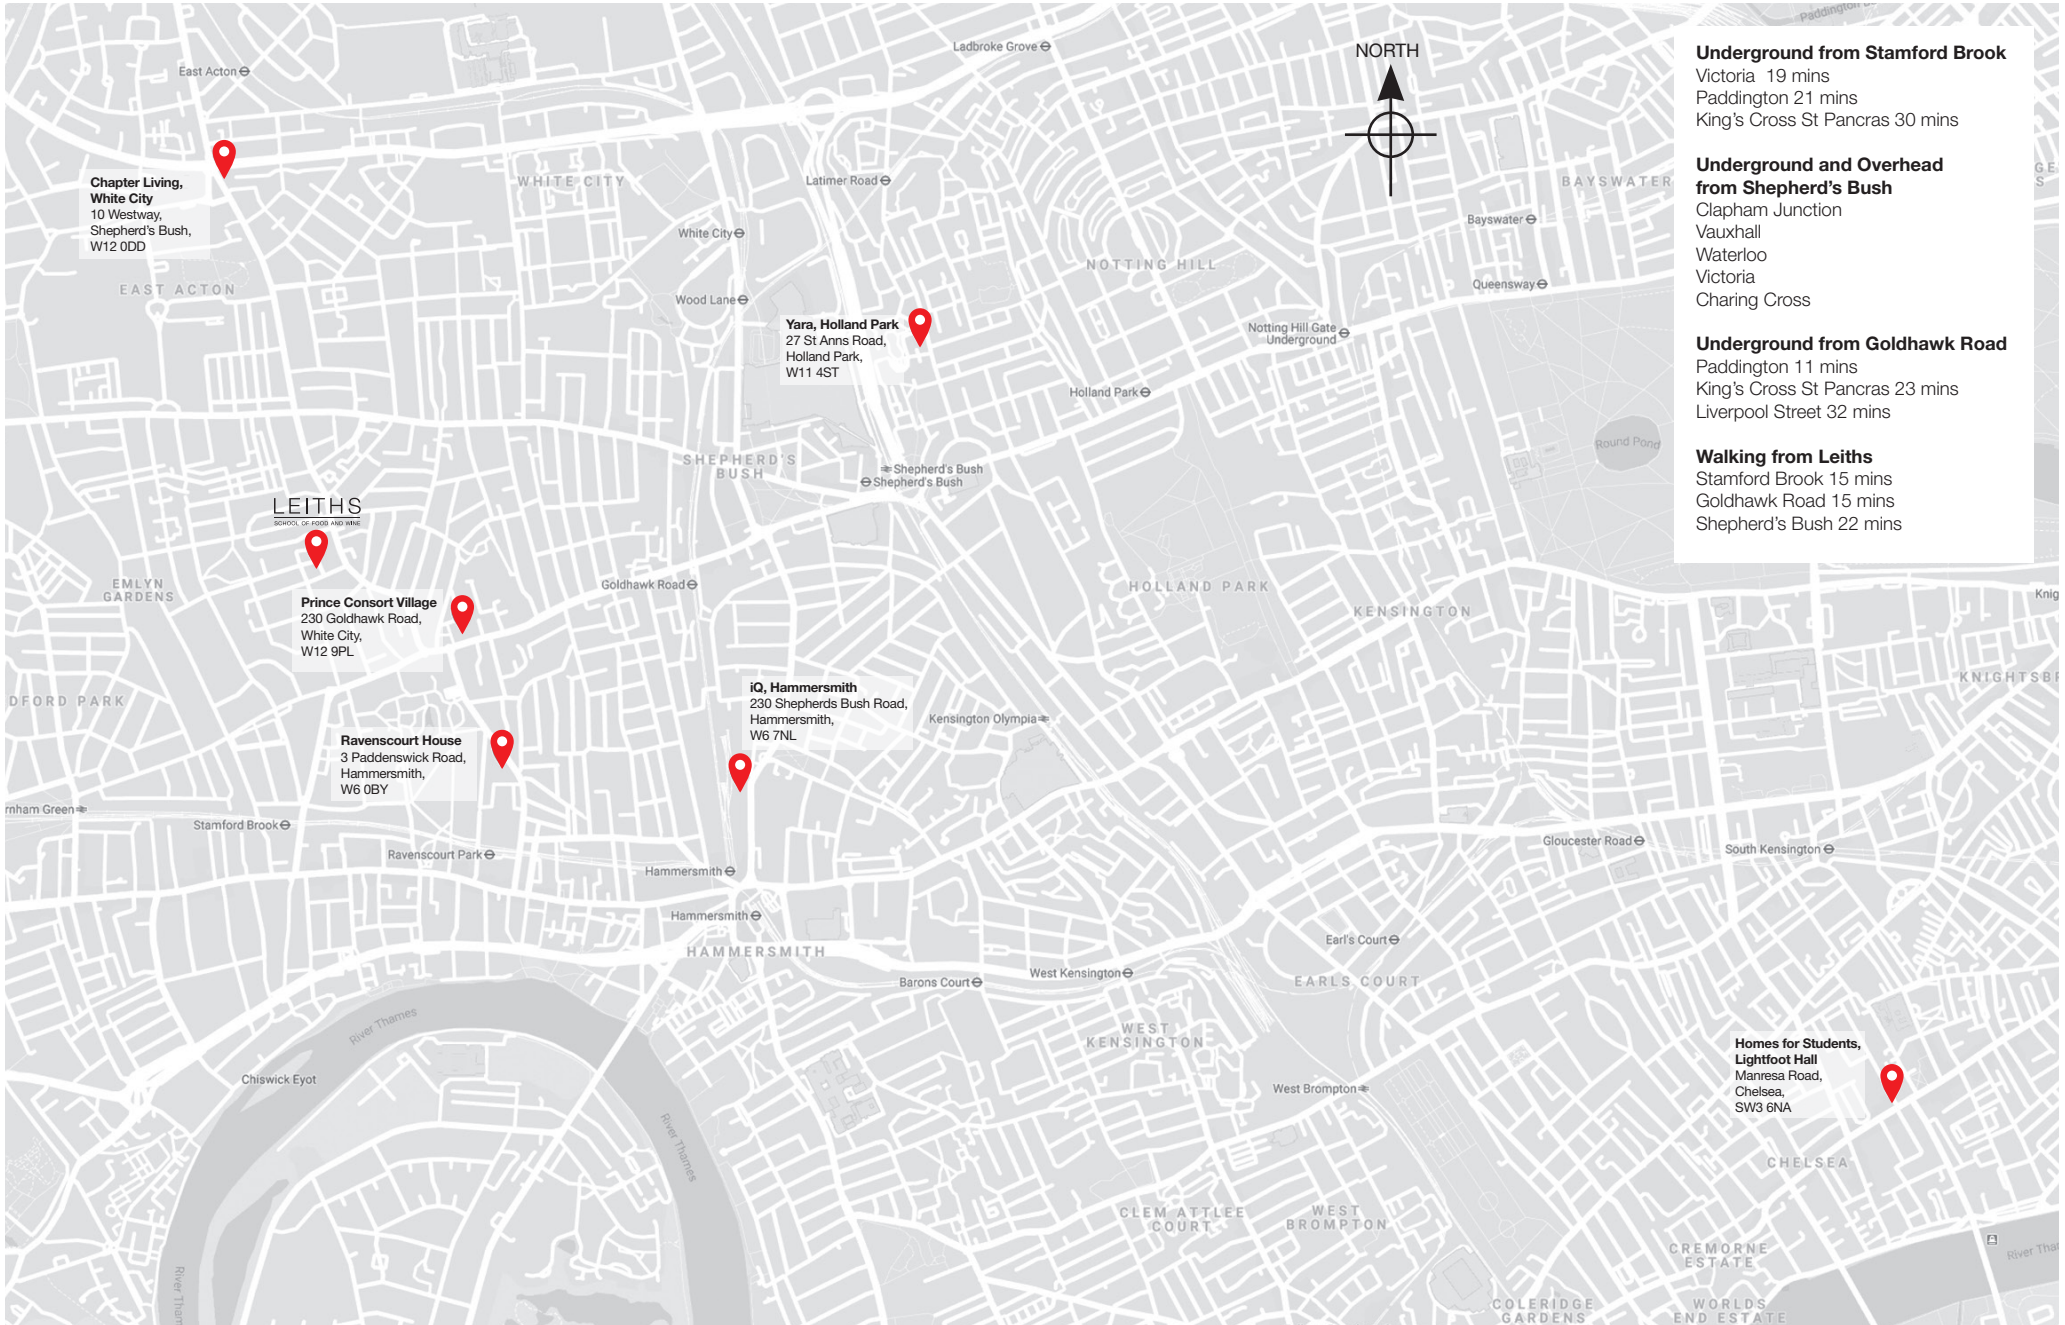 Paddington
Ladbroke Grove
NORTH
East Acton
Underground from Stamford Brook
Victoria 19 mins
Paddington 21 mins
King's Cross St Pancras 30 mins
Underground and Overhead
from Shepherd's Bush
Clapham Junction
Vauxhall
Waterloo
Victoria
Charing Cross
Underground from Goldhawk Road
Paddington 11 mins
King's Cross St Pancras 23 mins
Liverpool Street 32 mins
Walking from Leiths
Stamford Brook 15 mins
Goldhawk Road 15 mins
Shepherd's Bush 22 mins
Chapter Living,
White City
10 Westway,
Shepherd's Bush,
W12 0DD
WHITE CITY
Latimer Road
BAYSWATER
Bayswater
White City
NOTTING HILL
EAST ACTON
Queensway
Wood Lane
Yara, Holland Park
27 St Anns Road,
Holland Park,
W11 4ST
Notting Hill Gate
Underground
Holland Park
Round Pond
SHEPHERD'S
BUSH
Shepherd's Bush
Shepherd's Bush
LEITHS
SCHOOL OF FOOD AND WINE
EMLYN
GARDENS
Goldhawk Road
HOLLAND PARK
KENSINGTON
Knig
Prince Consort Village
230 Goldhawk Road,
White City,
W12 9PL
DFORD PARK
KNIGHTSBR
iQ, Hammersmith
230 Shepherds Bush Road,
Hammersmith,
W6 7NL
Kensington Olympia
Ravenscourt House
3 Paddenswick Road,
Hammersmith,
W6 0BY
rnham Green
Stamford Brook
Ravenscourt Park
Hammersmith
Gloucester Road
South Kensington
Hammersmith
HAMMERSMITH
Earl's Court
Barons Court
West Kensington
EARLS COURT
River Thames
WEST
KENSINGTON
Chiswick Eyot
West Brompton
Homes for Students,
Lightfoot Hall
Manresa Road,
Chelsea,
SW3 6NA
River Thames
CHELSEA
CLEM ATTLEE
COURT
WEST
BROMPTON
CREMORNE
ESTATE
River Tha
River Tham
COLERIDGE
GARDENS
WORLDS
END ESTATE